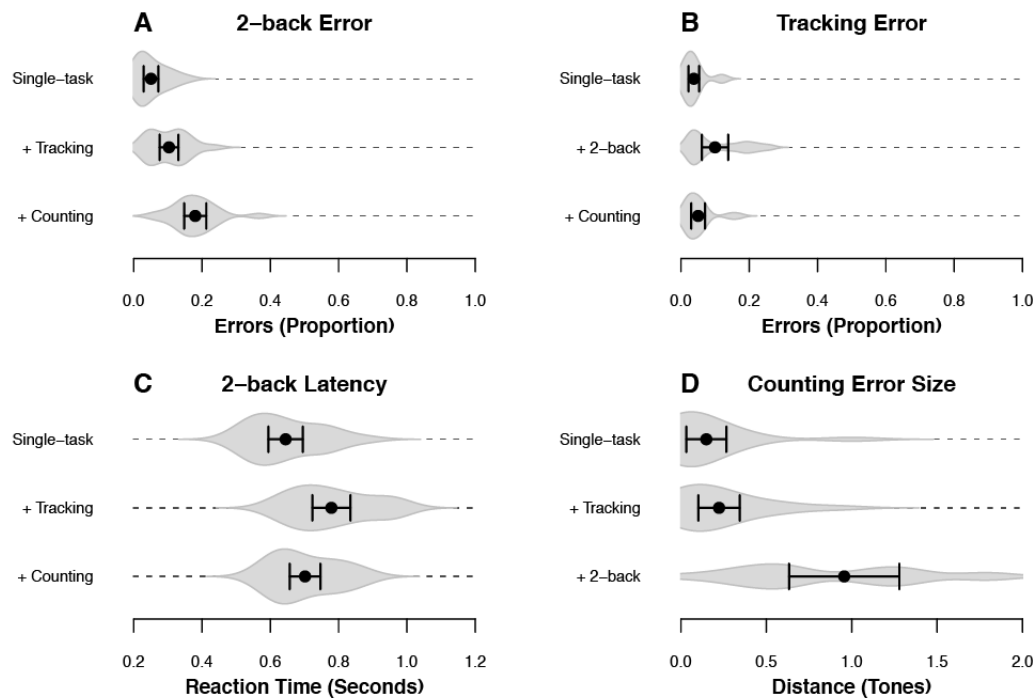 A 2−back Error
Single−task
+ Tracking
+ Counting
0.0 0.2 0.4 0.6 0.8 1.0
Errors (Proportion)
B Tracking Error
Single−task
+ 2−back
+ Counting
0.0 0.2 0.4 0.6 0.8 1.0
Errors (Proportion)
C 2−back Latency
Single−task
+ Tracking
+ Counting
0.2 0.4 0.6 0.8 1.0 1.2
Reaction Time (Seconds)
D Counting Error Size
Single−task
+ Tracking
+ 2−back
0.0 0.5 1.0 1.5 2.0
Distance (Tones)